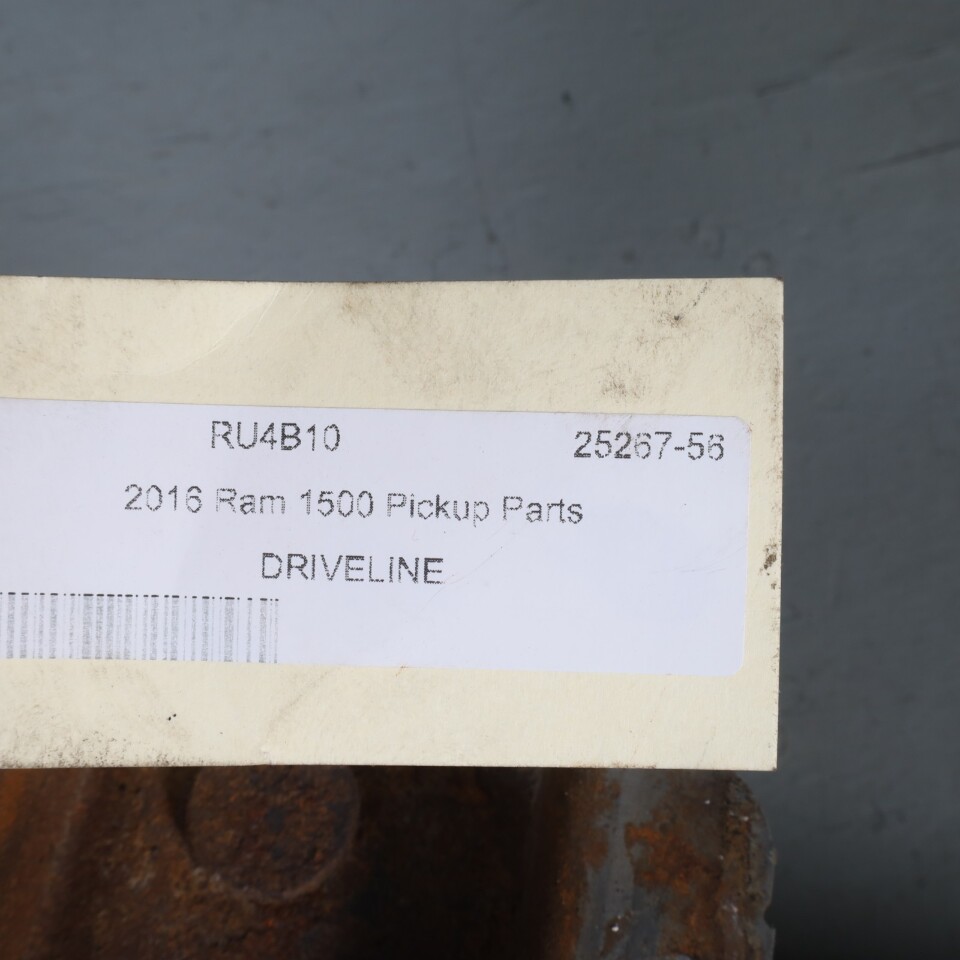 RU4B10 25267-56
2016 Ram 1500 Pickup Parts
DRIVELINE